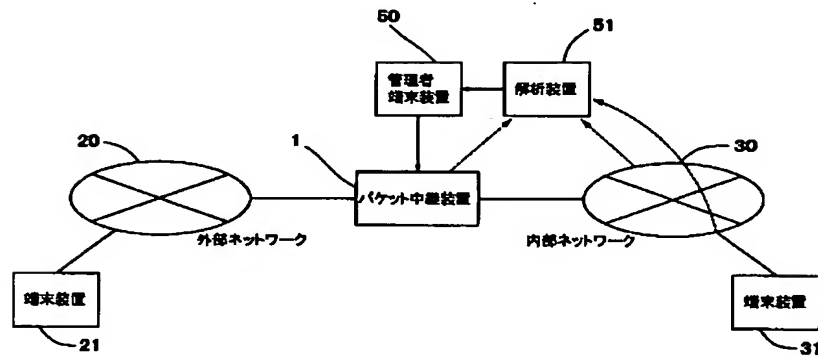 50
51
管理者
端末装置
解析装置
20
1
30
パケット中継装置
外部ネットワーク
内部ネットワーク
端末装置
端末装置
21
31